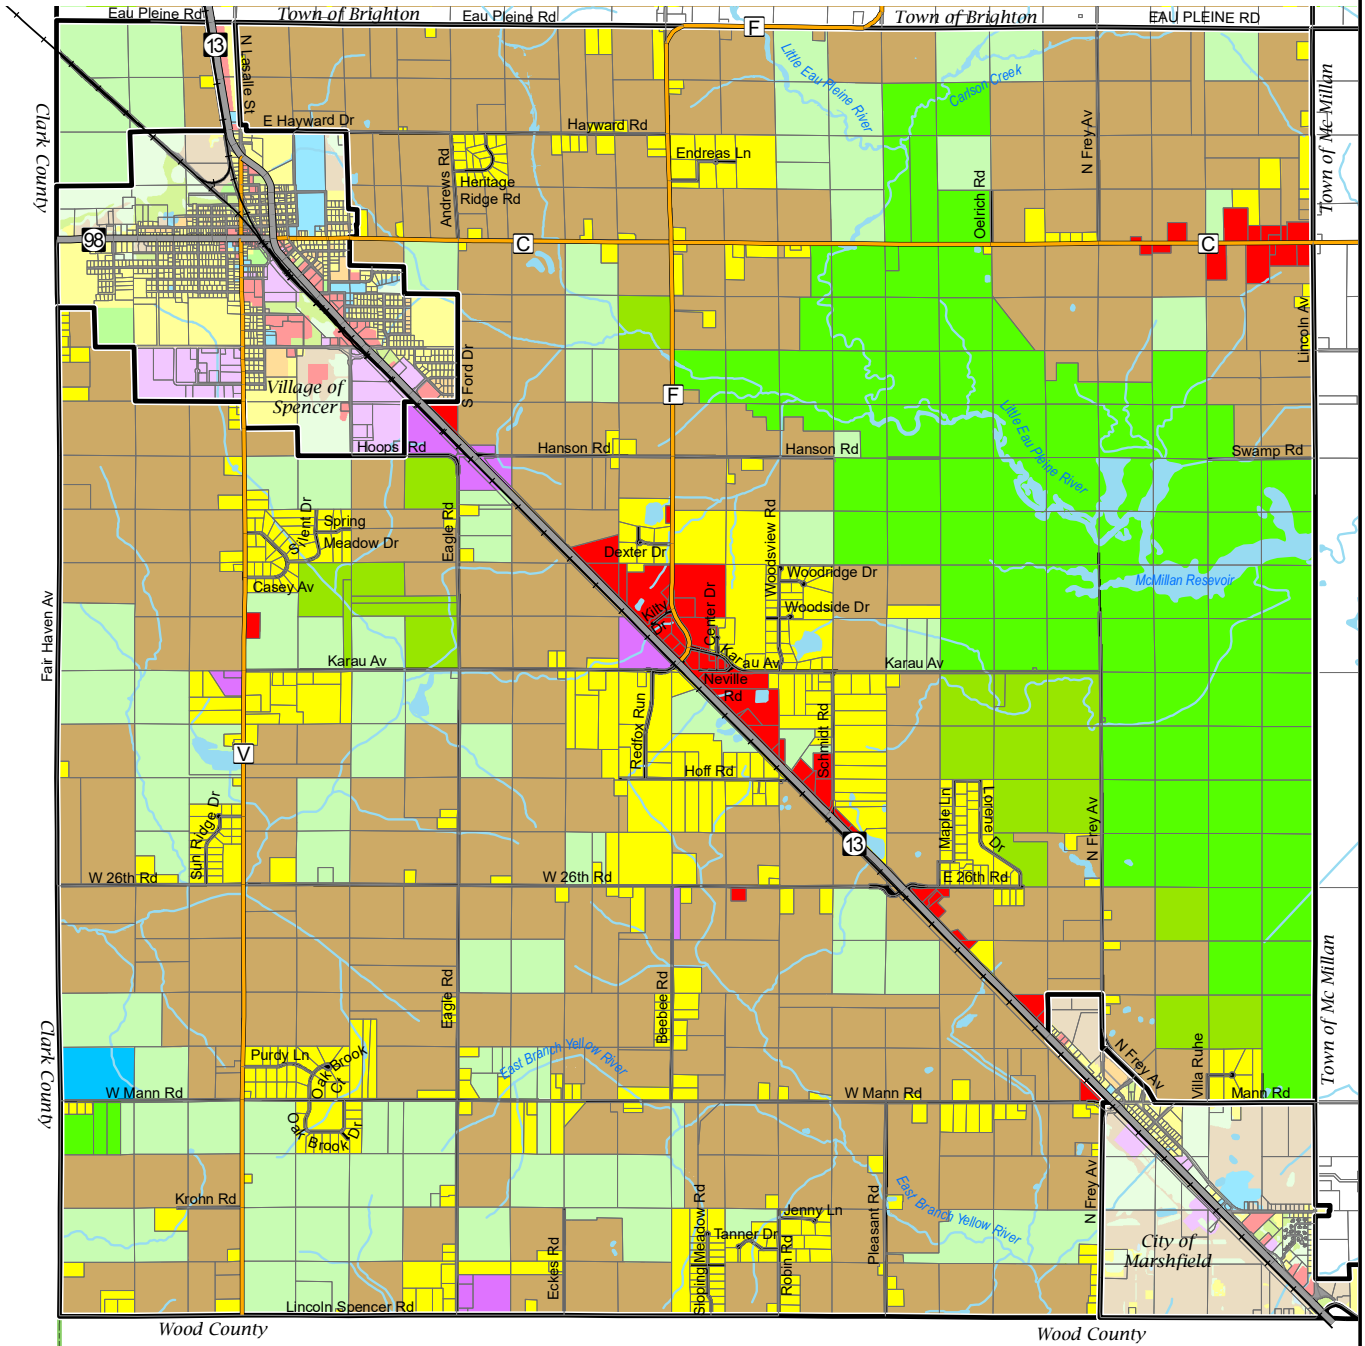 Eau Pleine Rd
Town of Brighton
Eau Pleine Rd
Town of Brighton
EAU PLEINE RD
F
13
N Lasalle St
Little Eau Pleine River
Carlson Creek
Town of Mc Millan
Clark County
E Hayward Dr
Hayward Rd
N Frey Av
Andrews Rd
Endreas Ln
Heritage
Ridge Rd
Oelrich Rd
98
C
C
Lincoln Av
S Ford Dr
Village of
Spencer
F
Little Eau Pleine River
Hoops Rd
Hanson Rd
Hanson Rd
Swamp Rd
Eagle Rd
Spring
Meadow Dr
Casey Av
Dexter Dr
Woodsview Rd
Woodridge Dr
Woodside Dr
McMillan Resevoir
Center Dr
Fair Haven Av
Karau Av
Karau Av
Karau Av
Neville
Rd
Redfox Run
Schmidt Rd
V
Hoff Rd
Sun Ridge Dr
Maple Ln
Lorene
Dr
N Frey Av
13
W 26th Rd
W 26th Rd
E 26th Rd
Eagle Rd
Beebee Rd
Town of Mc Millan
Clark County
Purdy Ln
Oak Brook
Ct
East Branch Yellow River
N Frey Av
Villa Ruhe
W Mann Rd
W Mann Rd
Mann Rd
Oak Brook Dr
Krohn Rd
Sipping Meadow Rd
Jenny Ln
Tanner Dr
Robin Rd
Pleasant Rd
East Branch Yellow River
N Frey Av
City of
Marshfield
Eckes Rd
Lincoln Spencer Rd
Wood County
Wood County